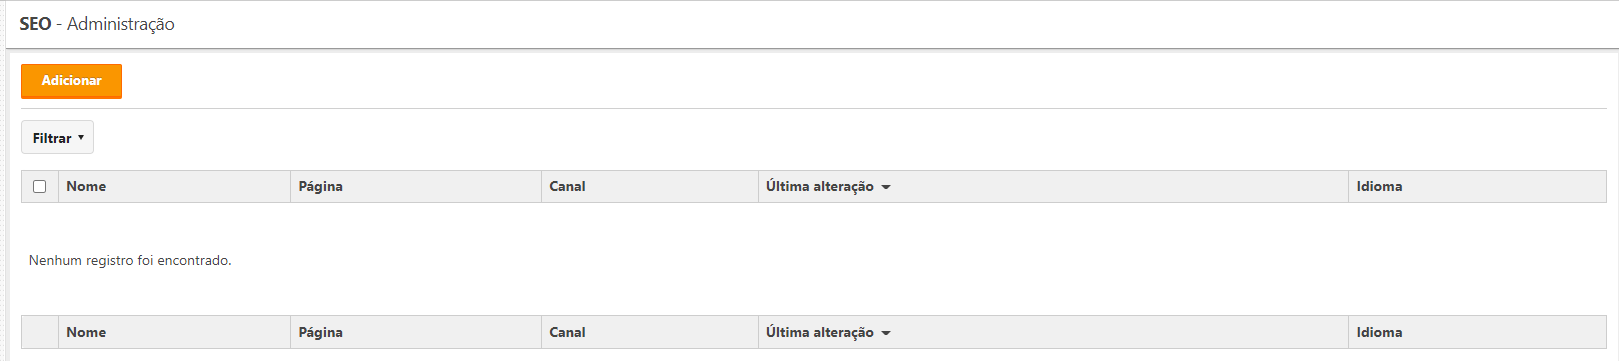 SEO - Administração
Adicionar
Filtrar
Nome Página Canal Última alteração Idioma
Nenhum registro foi encontrado.
Nome Página Canal Última alteração Idioma